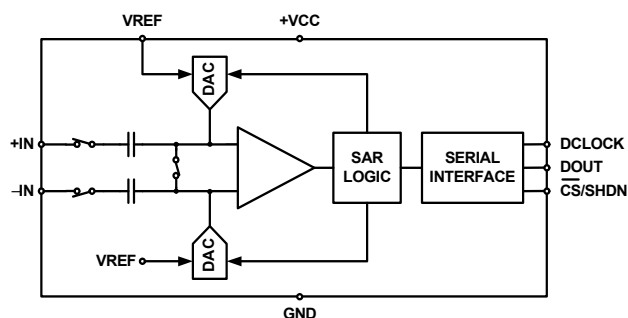 VREF
+VCC
DAC
+IN
SAR
LOGIC
SERIAL
INTERFACE
DCLOCK
DOUT
CS/SHDN
–IN
VREF
DAC
GND